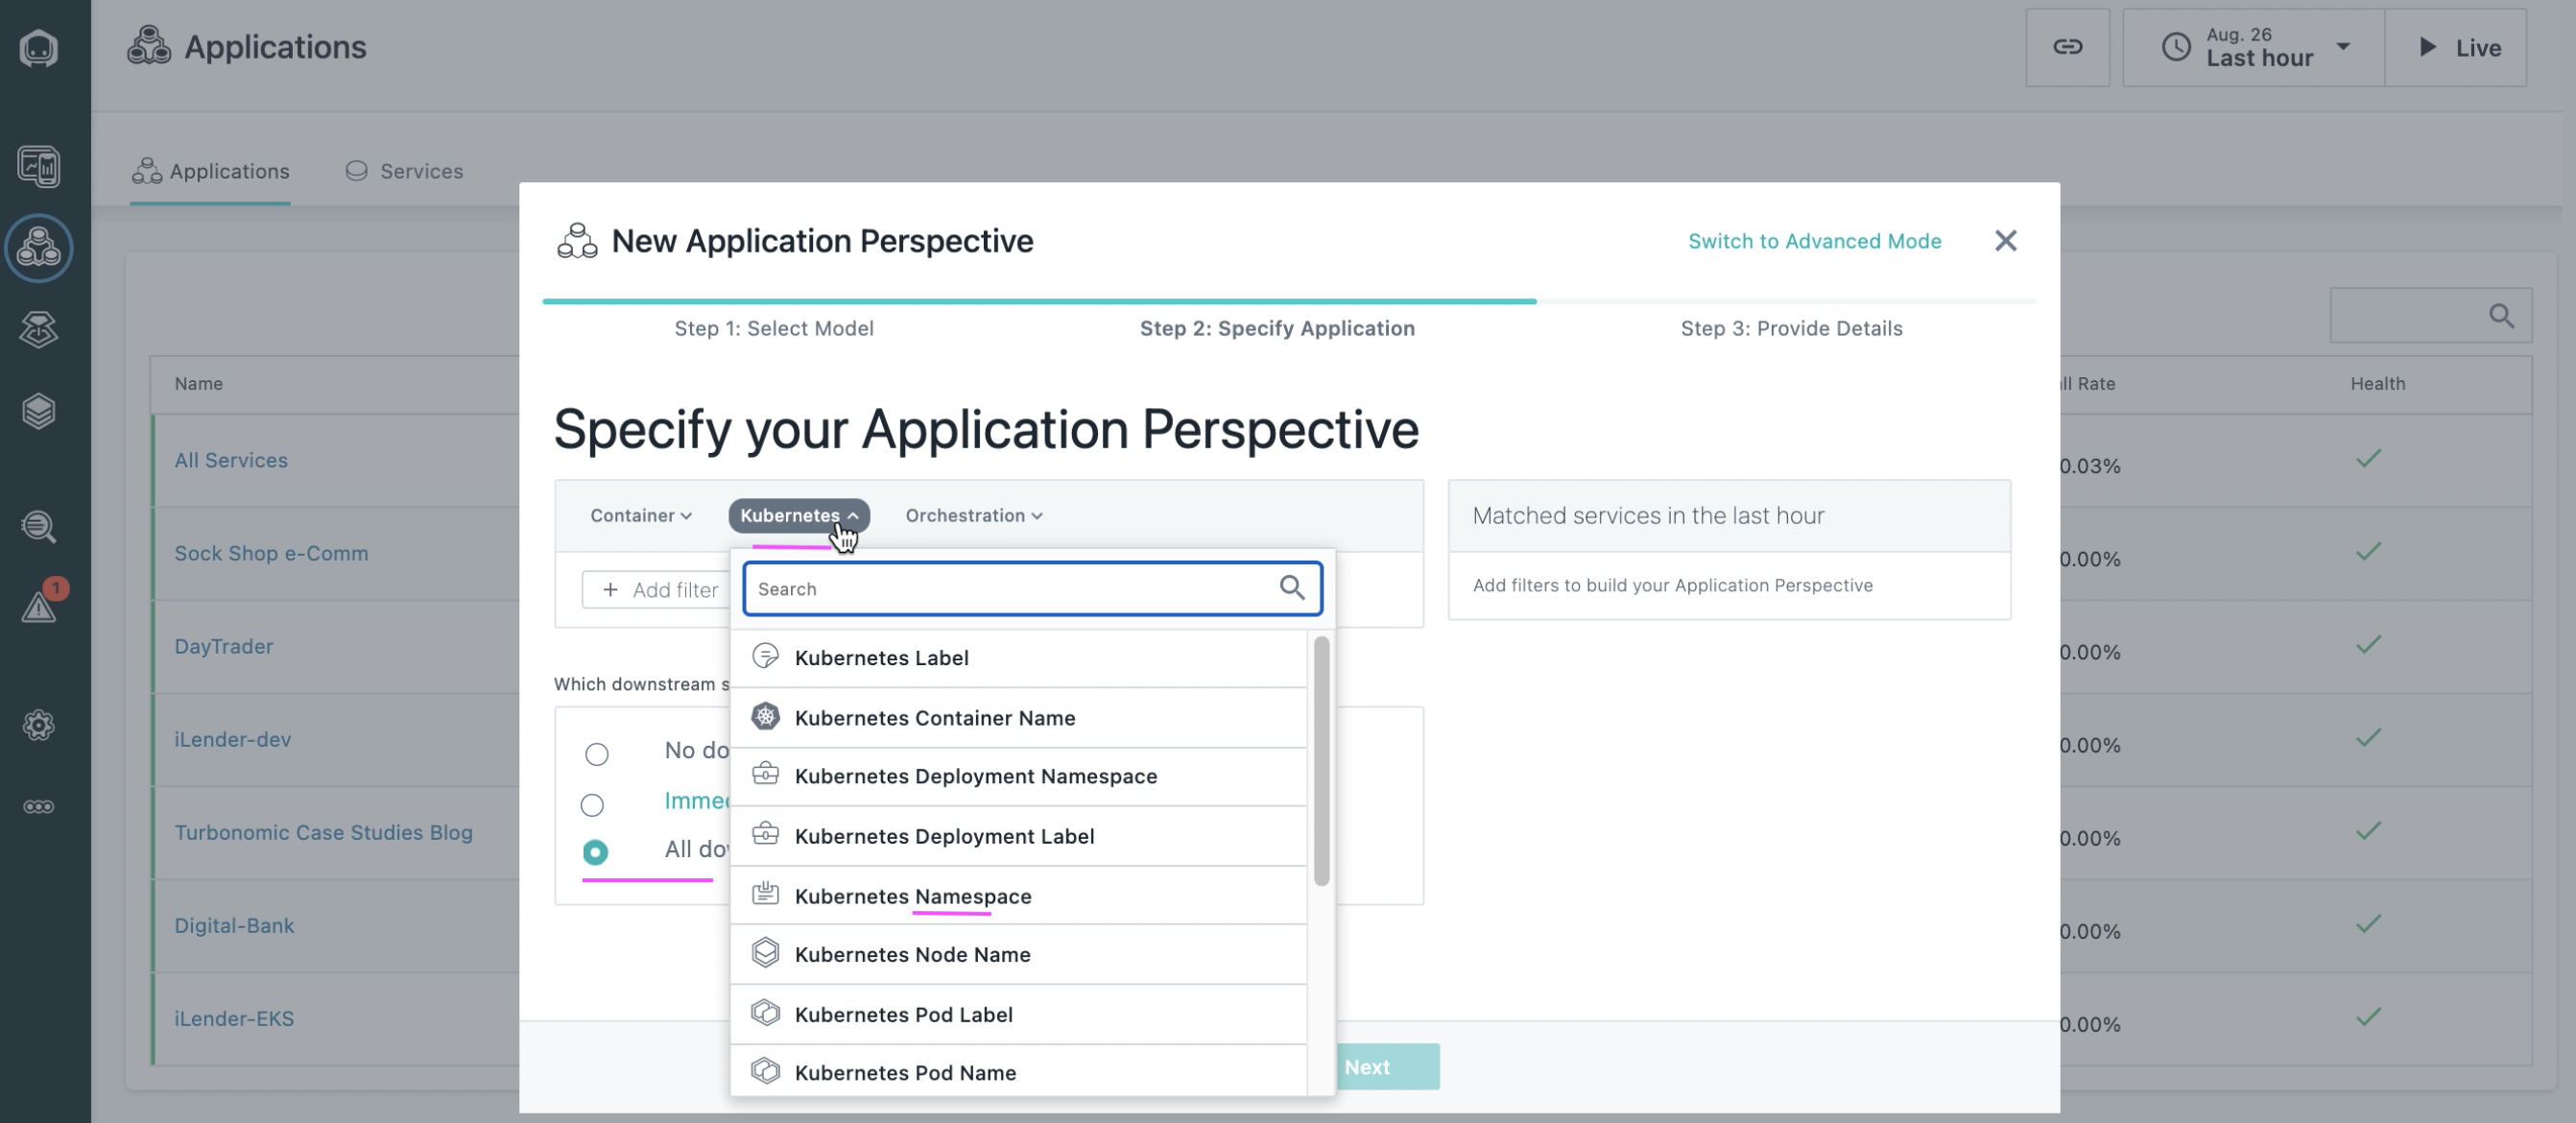 Applications
Aug. 26
Last hour
Live
Applications
Services
New Application Perspective
Switch to Advanced Mode
Step 1: Select Model
Step 2: Specify Application
Step 3: Provide Details
Name
Rate
Health
Specify your Application Perspective
All Services
0.03%
Container
Kubernetes
Orchestration
Matched services in the last hour
Sock Shop e-Comm
0.00%
+ Add filter
Search
Add filters to build your Application Perspective
1
DayTrader
0.00%
Kubernetes Label
Which downstream
Kubernetes Container Name
iLender-dev
0.00%
No
Kubernetes Deployment Namespace
Turbonomic Case Studies Blog
0.00%
Kubernetes Deployment Label
All
Kubernetes Namespace
Digital-Bank
0.00%
Kubernetes Node Name
iLender-EKS
0.00%
Kubernetes Pod Label
Kubernetes Pod Name
Next